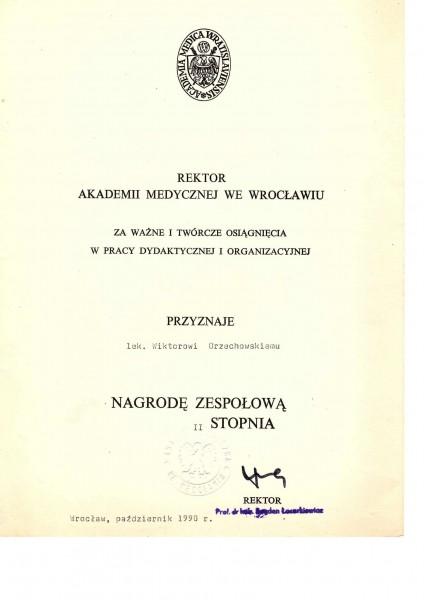 ACADEMIA MEDICA WRATISLAVIENSIS
REKTOR
AKADEMII MEDYCZNEJ WE WROCŁAWIU
ZA WAŻNE I TWÓRCZE OSIĄGNIĘCIA
W PRACY DYDAKTYCZNEJ I ORGANIZACYJNEJ
PRZYZNAJE
lek. Wiktorowi Orzechowskiemu
NAGRODĘ ZESPOŁOWĄ
II STOPNIA
REKTOR
Prof. dr hab. Bogdan Łazarkiewicz
Wrocław, październik 1990 r.